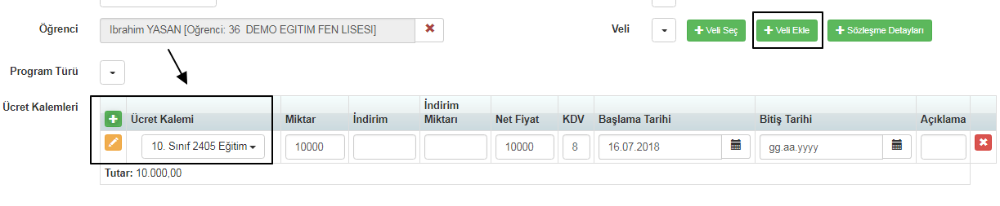 Öğrenci Ibrahim YASAN [Ogrenci: 36 DEMO EGITIM FEN LISESI] Veli Veli Seç Veli Ekle Sözleşme Detayları
Program Türü
Ücret Kalemleri
Ücret Kalemi Miktar İndirim İndirim Miktarı Net Fiyat KDV Başlama Tarihi Bitiş Tarihi Açıklama
10. Sınıf 2405 Eğitim 10000 10000 8 16.07.2018 gg.aa.yyyy
Tutar: 10.000,00